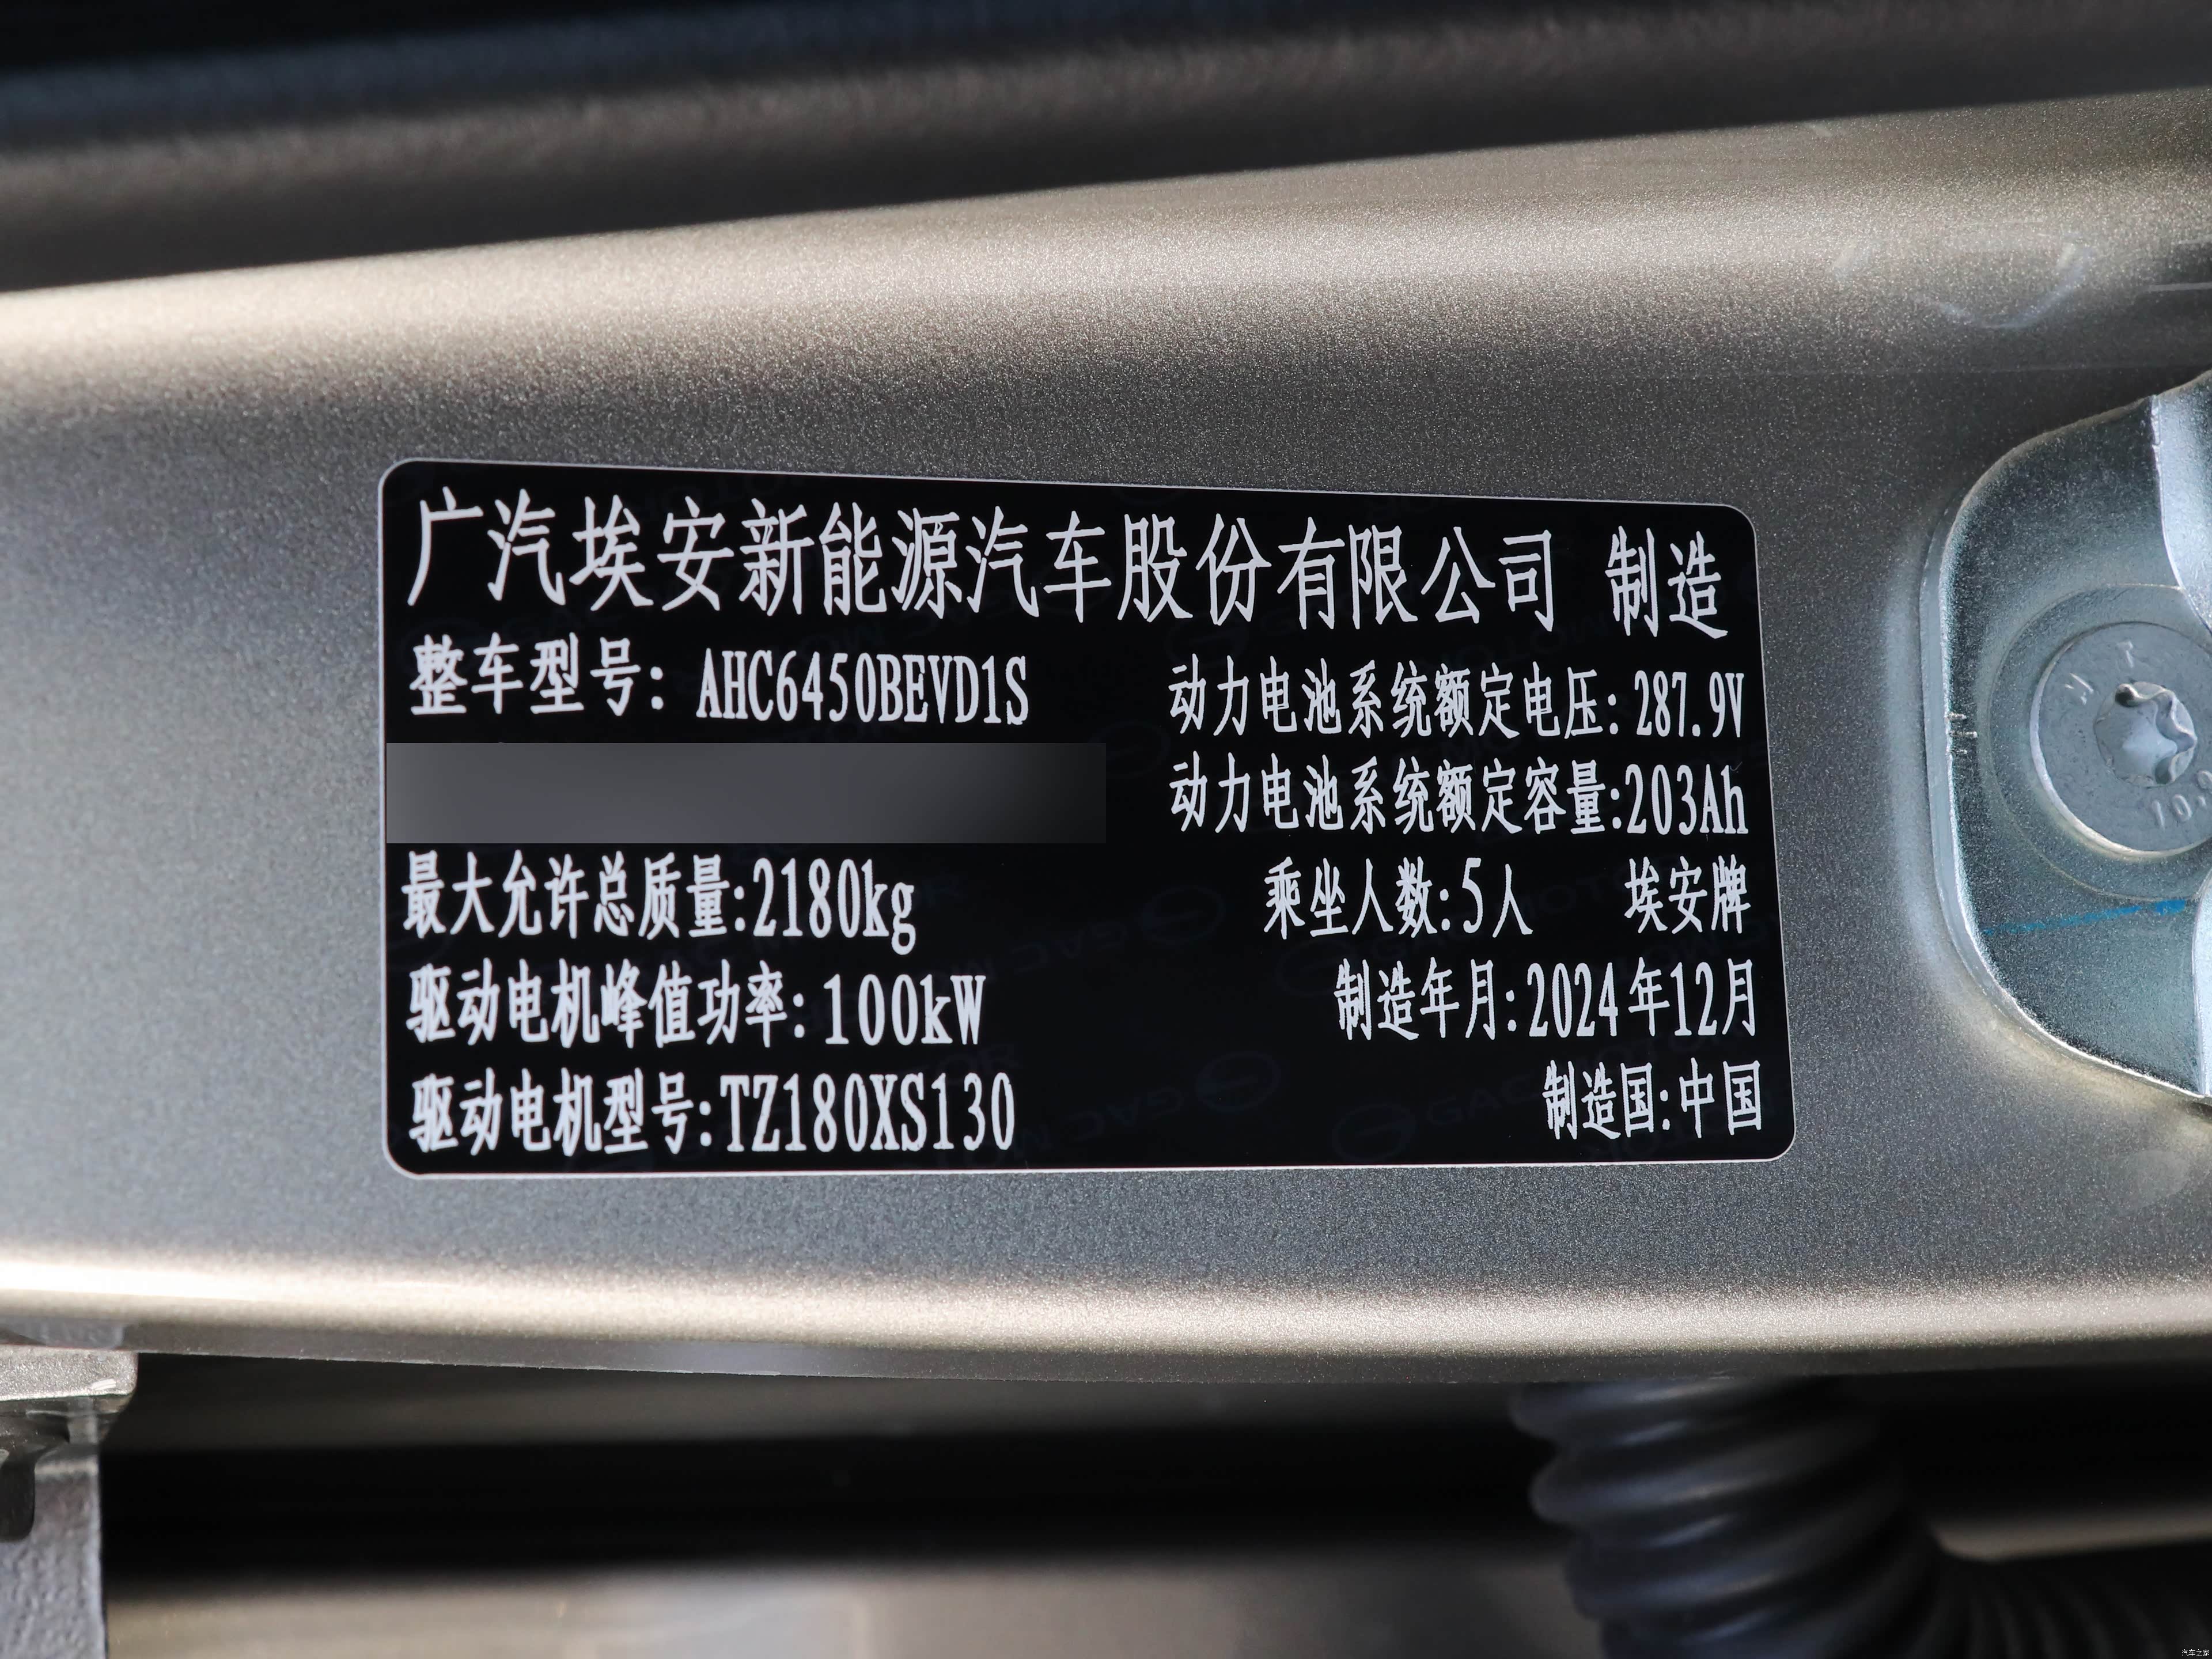 广汽埃安新能源汽车股份有限公司 制造
整车型号: AHC6450BEVD1S
动力电池系统额定电压: 287.9V
动力电池系统额定容量:203Ah
最大允许总质量:2180kg
乘坐人数:5人 埃安牌
驱动电机峰值功率:100kW
制造年月:2024年12月
驱动电机型号:TZ180XS130
制造国:中国
汽车之家